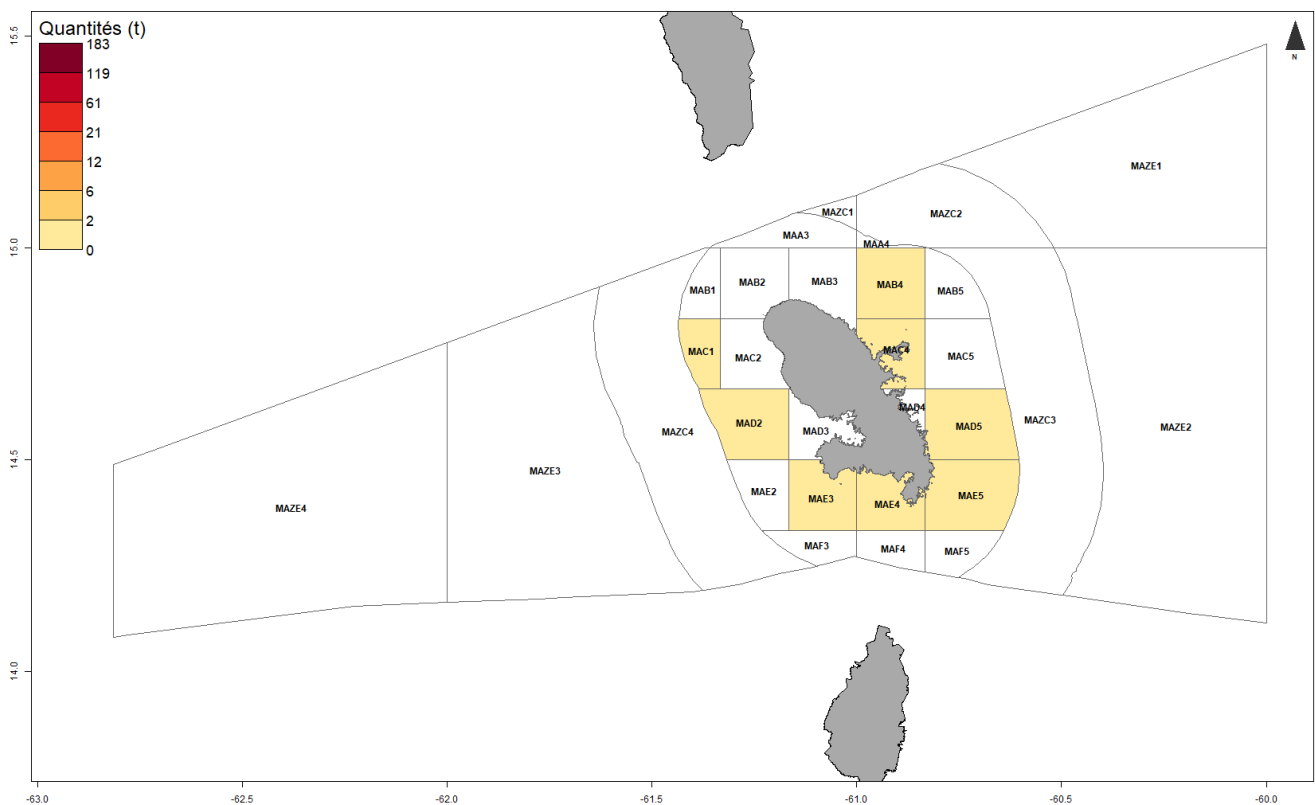 Quantités (t)
183
119
61
21
12
6
2
0
N
15.5
15.0
14.5
14.0
MAZE1
MAZC1
MAZC2
MAA3
MAA4
MAB1
MAB2
MAB3
MAB4
MAB5
MAC1
MAC2
MAC4
MAC5
MAD2
MAD3
MAD4
MAD5
MAZC3
MAZC4
MAZE2
MAZE3
MAZE4
MAE2
MAE3
MAE4
MAE5
MAF3
MAF4
MAF5
-63.0
-62.5
-62.0
-61.5
-61.0
-60.5
-60.0